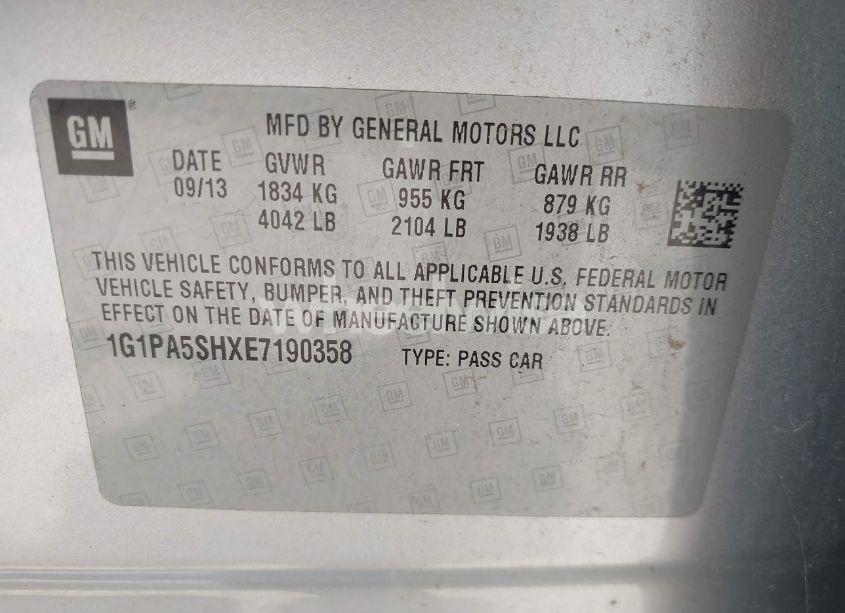 GM ®
MFD BY GENERAL MOTORS LLC
DATE GVWR GAWR FRT GAWR RR
09/13 1834 KG 955 KG 879 KG
4042 LB 2104 LB 1938 LB
THIS VEHICLE CONFORMS TO ALL APPLICABLE U.S. FEDERAL MOTOR
VEHICLE SAFETY, BUMPER, AND THEFT PREVENTION STANDARDS IN
EFFECT ON THE DATE OF MANUFACTURE SHOWN ABOVE.
1G1PA5SHXE7190358 TYPE: PASS CAR